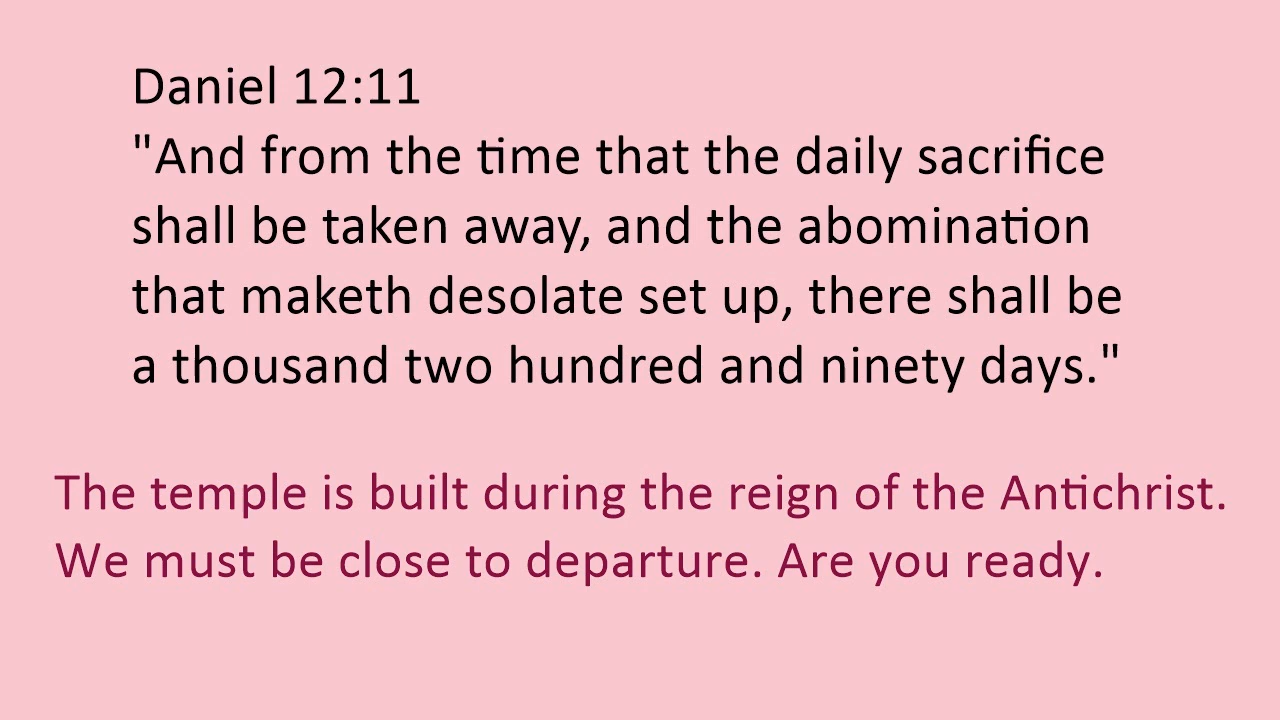 Daniel 12:11
"And from the time that the daily sacrifice
shall be taken away, and the abomination
that maketh desolate set up, there shall be
a thousand two hundred and ninety days."
The temple is built during the reign of the Antichrist.
We must be close to departure. Are you ready.